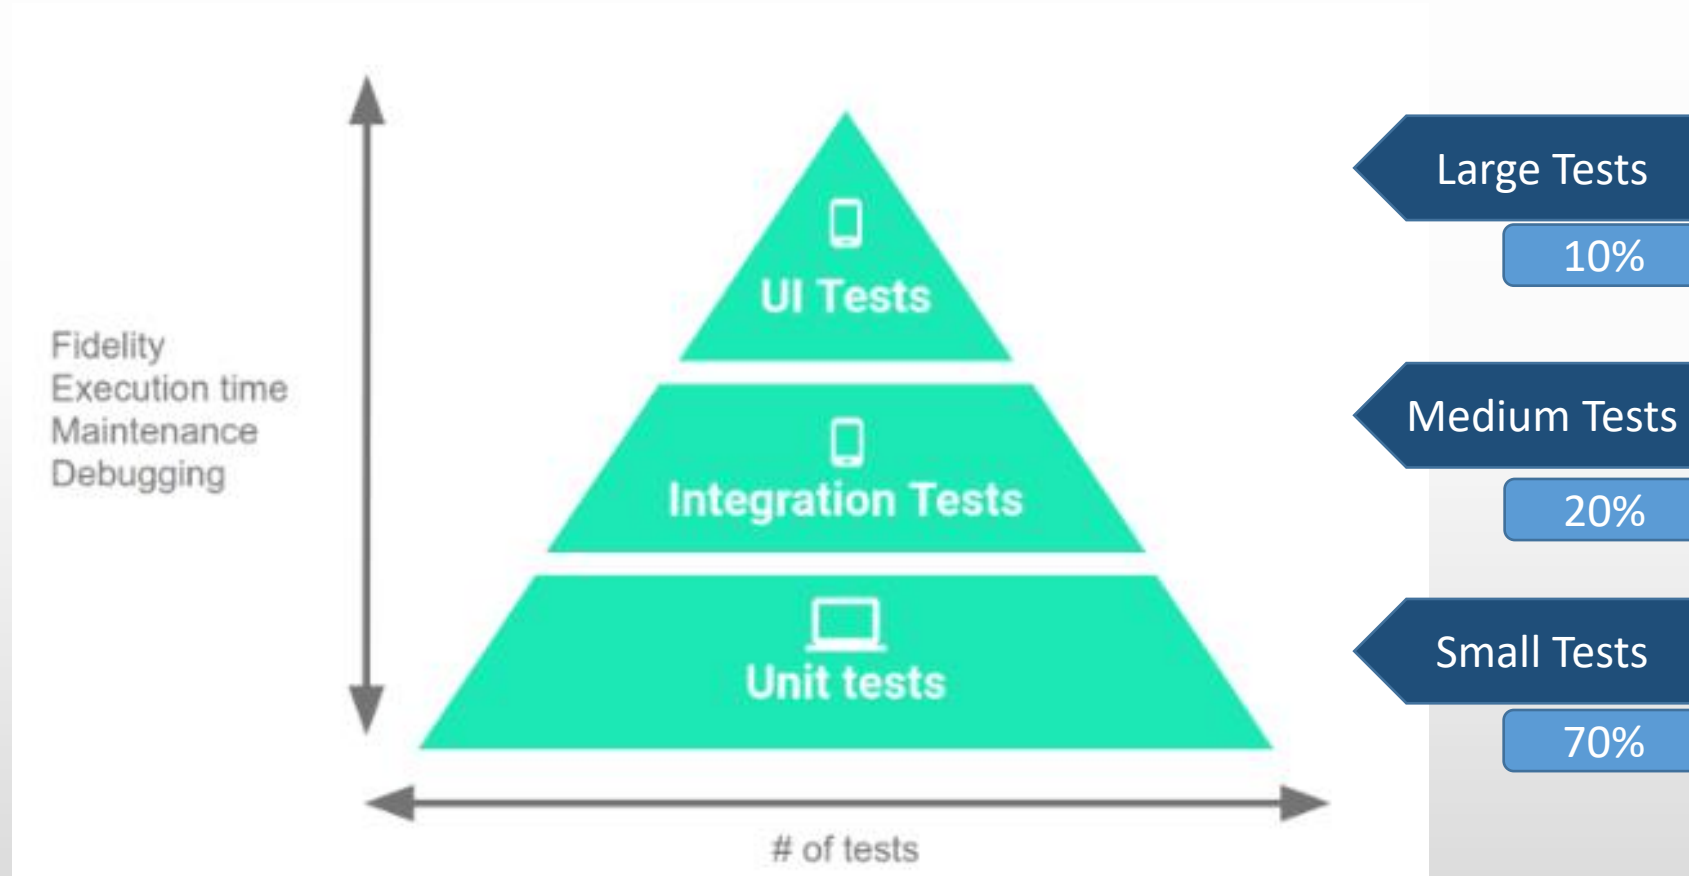 Fidelity
Execution time
Maintenance
Debugging
UI Tests
Integration Tests
Unit tests
# of tests
Large Tests
10%
Medium Tests
20%
Small Tests
70%